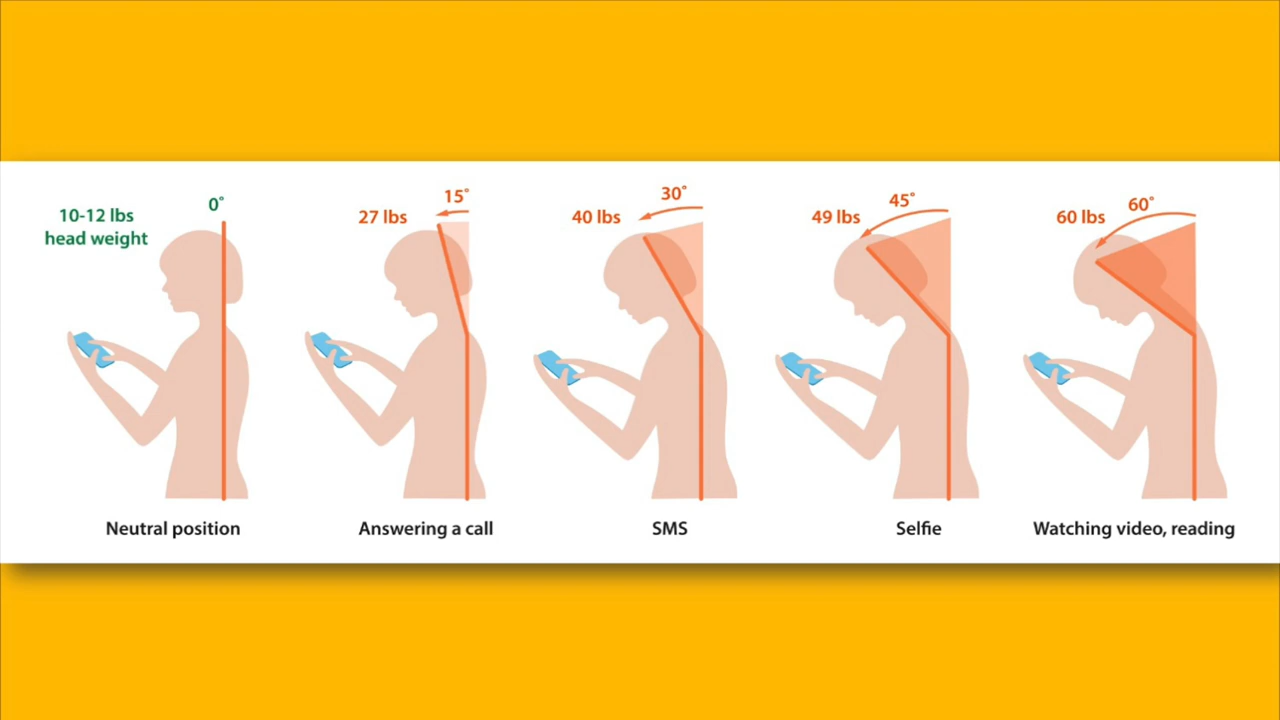 10-12 lbs
head weight
0°
Neutral position
27 lbs
15°
Answering a call
40 lbs
30°
SMS
49 lbs
45°
Selfie
60 lbs
60°
Watching video, reading